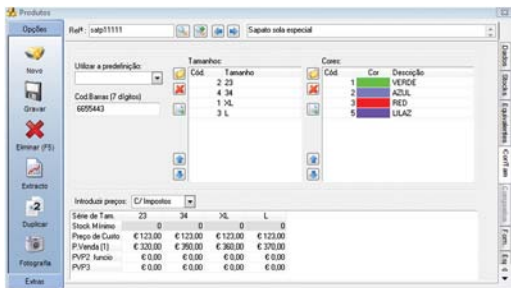 Produtos
Opções
Novo
Gravar
Eliminar (F5)
Extracto
Duplicar
Fotografia
Extras
Refª: satp11111 Sapato sola especial
Utilizar a predefinição:
Cod.Barras (7 dígitos)
6655443
Tamanhos:
Cód. Tamanho
2 23
4 34
1 XL
3 L
Cores:
Cód Cor Descrição
1 VERDE
2 AZUL
3 RED
5 LILAZ
Introduzir preços: C/ Impostos
Série de Tam. 23 34 XL L
Stock Mínimo 0 0 0 0
Preço de Custo € 123,00 € 123,00 € 123,00 € 123,00
P.Venda (1) € 320,00 € 350,00 € 360,00 € 370,00
PVP2 funcio € 0,00 € 0,00 € 0,00 € 0,00
PVP3 € 0,00 € 0,00 € 0,00 € 0,00
Dados
Stocks
Equivalentes
Cor/Tam
Compostos
Forn.
Enc